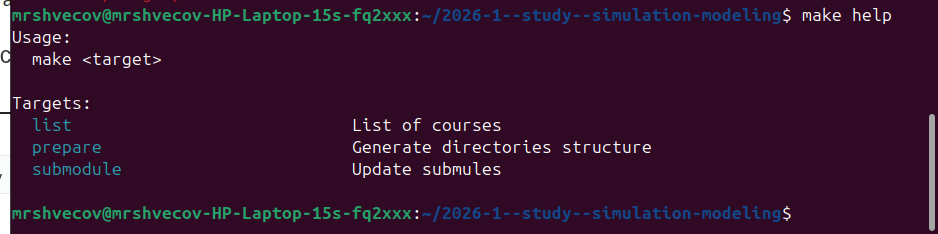 mrshvecov@mrshvecov-HP-Laptop-15s-fq2xxx:~/2026-1--study--simulation-modeling$ make help
Usage:
  make <target>

Targets:
  list                            List of courses
  prepare                         Generate directories structure
  submodule                       Update submules

mrshvecov@mrshvecov-HP-Laptop-15s-fq2xxx:~/2026-1--study--simulation-modeling$